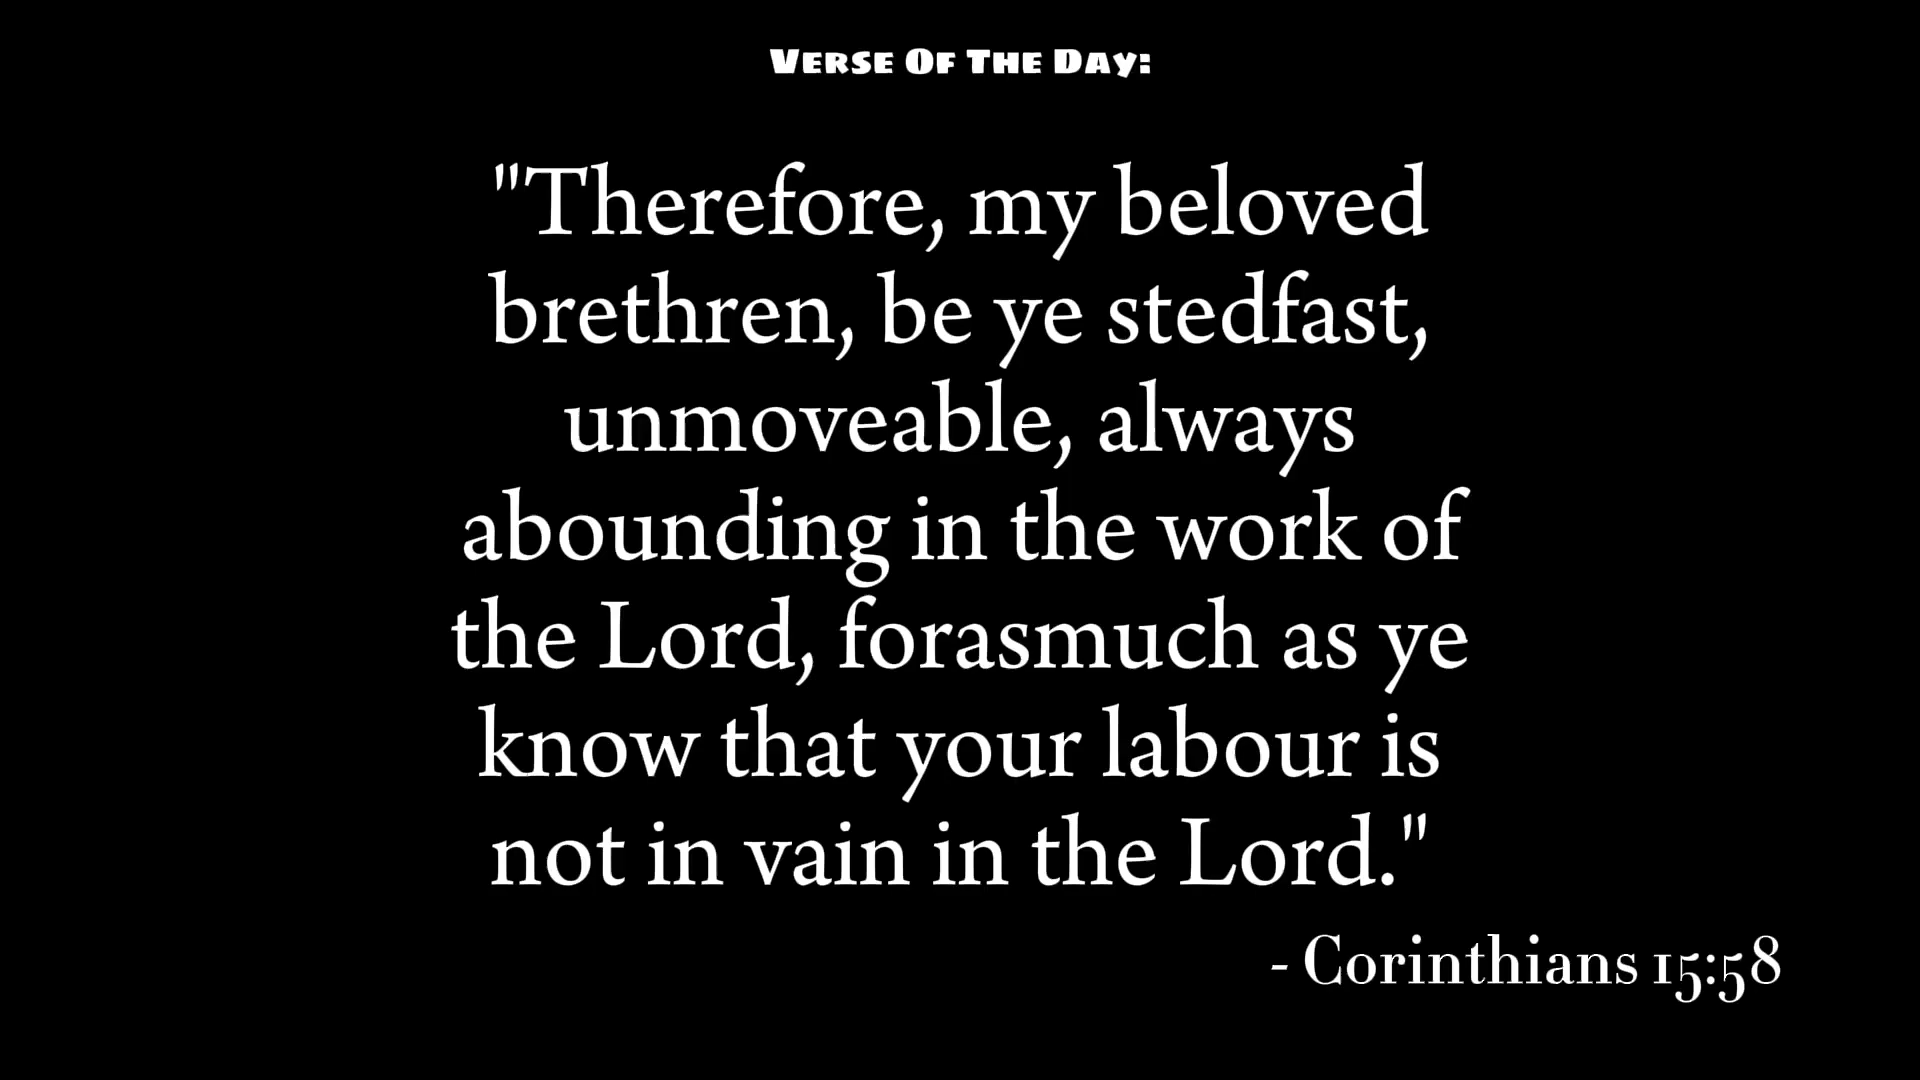 Verse Of The Day:
"Therefore, my beloved
brethren, be ye stedfast,
unmoveable, always
abounding in the work of
the Lord, forasmuch as ye
know that your labour is
not in vain in the Lord."
- Corinthians 15:58